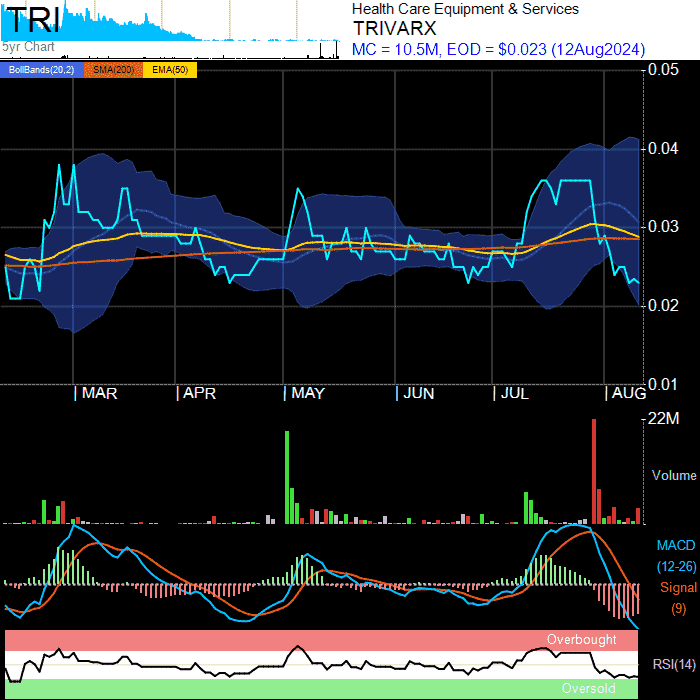 TRI
5yr Chart
Health Care Equipment & Services
TRIVARX
MC = 10.5M, EOD = $0.023 (12Aug2024)
BollBands(20,2) SMA(200) EMA(50)
0.05
0.04
0.03
0.02
0.01
| MAR | APR | MAY | JUN | JUL | AUG
22M
Volume
MACD
(12-26)
Signal
(9)
Overbought
RSI(14)
Oversold